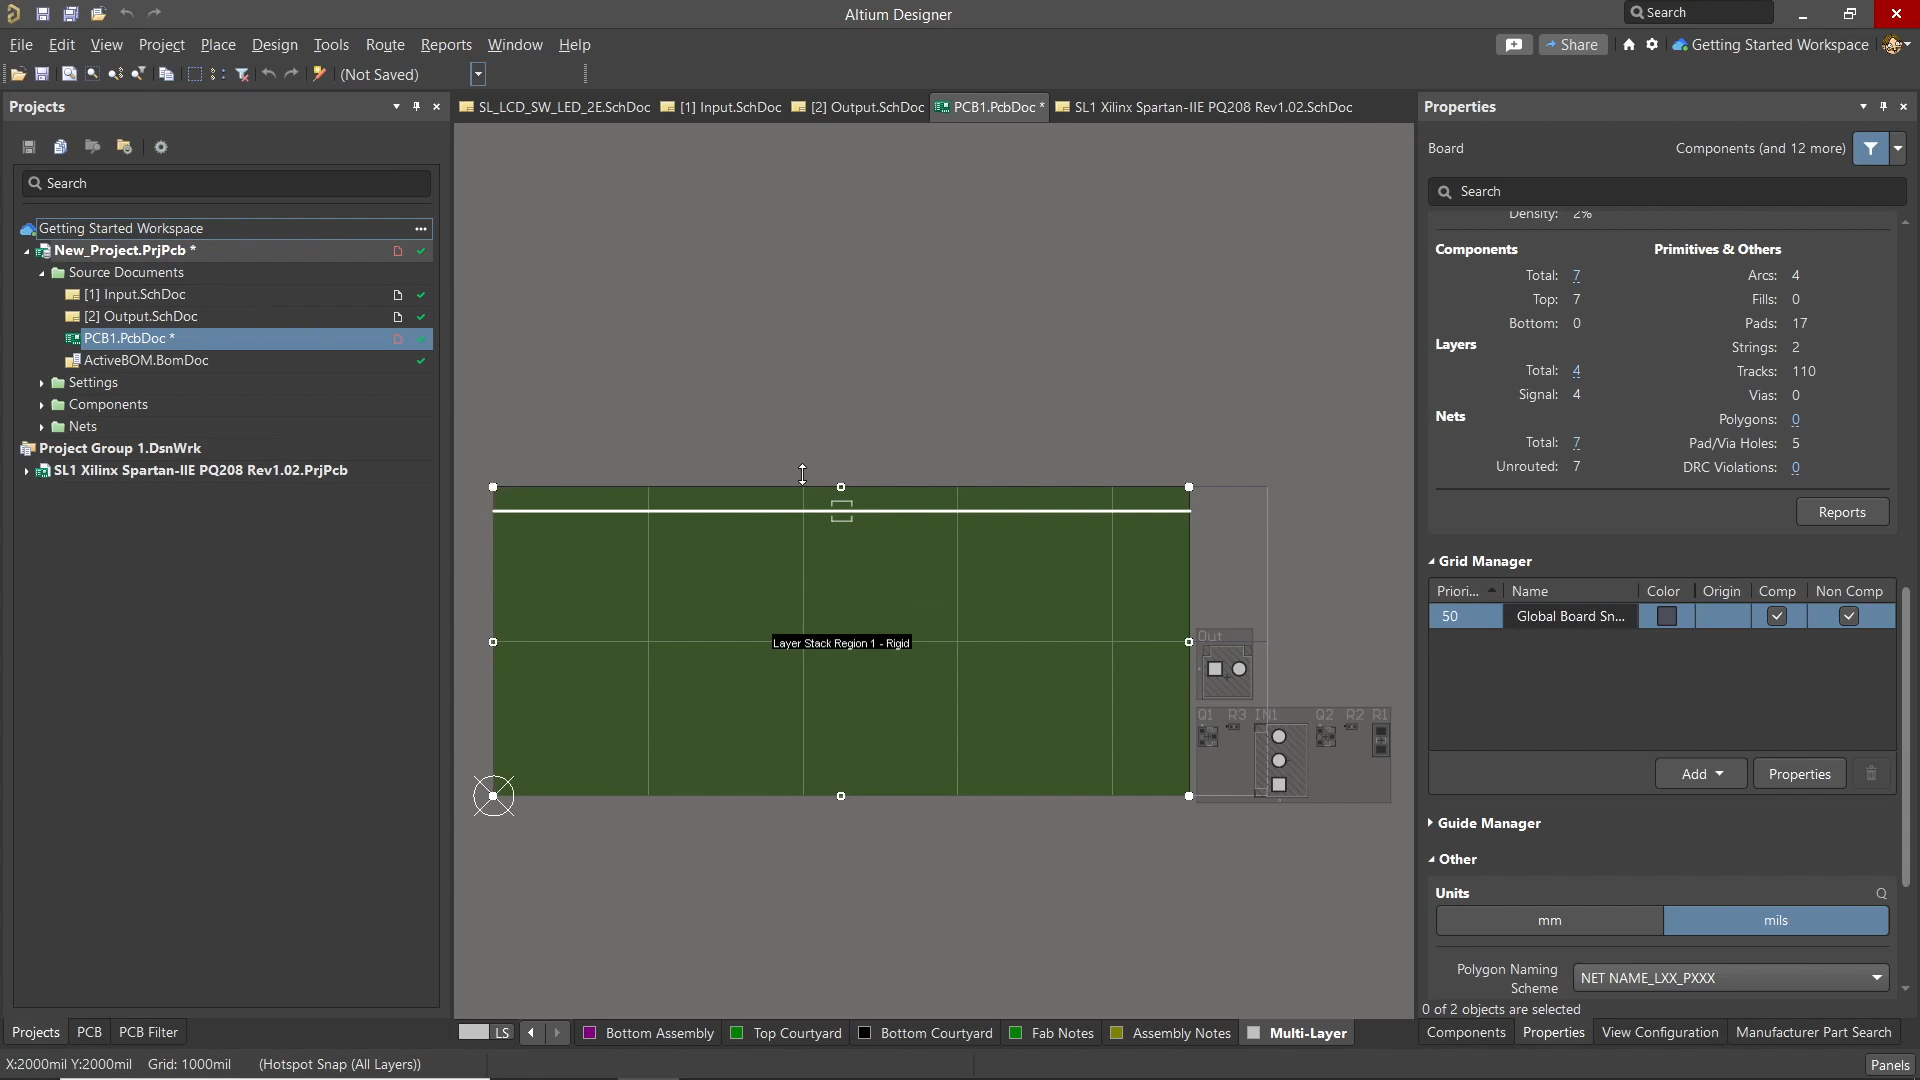 Altium Designer
Search
File Edit View Project Place Design Tools Route Reports Window Help
Share
Getting Started Workspace
(Not Saved)
Projects
SL_LCD_SW_LED_2E.SchDoc
[1] Input.SchDoc
[2] Output.SchDoc
PCB1.PcbDoc *
SL1 Xilinx Spartan-IIE PQ208 Rev1.02.SchDoc
Properties
Board
Components (and 12 more)
Search
Search
Getting Started Workspace
New_Project.PrjPcb *
Source Documents
[1] Input.SchDoc
[2] Output.SchDoc
PCB1.PcbDoc *
ActiveBOM.BomDoc
Settings
Components
Nets
Project Group 1.DsnWrk
SL1 Xilinx Spartan-IIE PQ208 Rev1.02.PrjPcb
Layer Stack Region 1 - Rigid
Out
Q1 R3 IN1 Q2 R2 R1
Density: 2%
Components
Total: 7
Top: 7
Bottom: 0
Layers
Total: 4
Signal: 4
Nets
Total: 7
Unrouted: 7
Primitives & Others
Arcs: 4
Fills: 0
Pads: 17
Strings: 2
Tracks: 110
Vias: 0
Polygons: 0
Pad/Via Holes: 5
DRC Violations: 0
Reports
Grid Manager
Priori... Name Color Origin Comp Non Comp
50 Global Board Sn...
Add Properties
Guide Manager
Other
Units
mm mils
Polygon Naming
Scheme
NET NAME_LXX_PXXX
0 of 2 objects are selected
Projects PCB PCB Filter
LS Bottom Assembly Top Courtyard Bottom Courtyard Fab Notes Assembly Notes Multi-Layer
Components Properties View Configuration Manufacturer Part Search
X:2000mil Y:2000mil Grid: 1000mil (Hotspot Snap (All Layers))
Panels